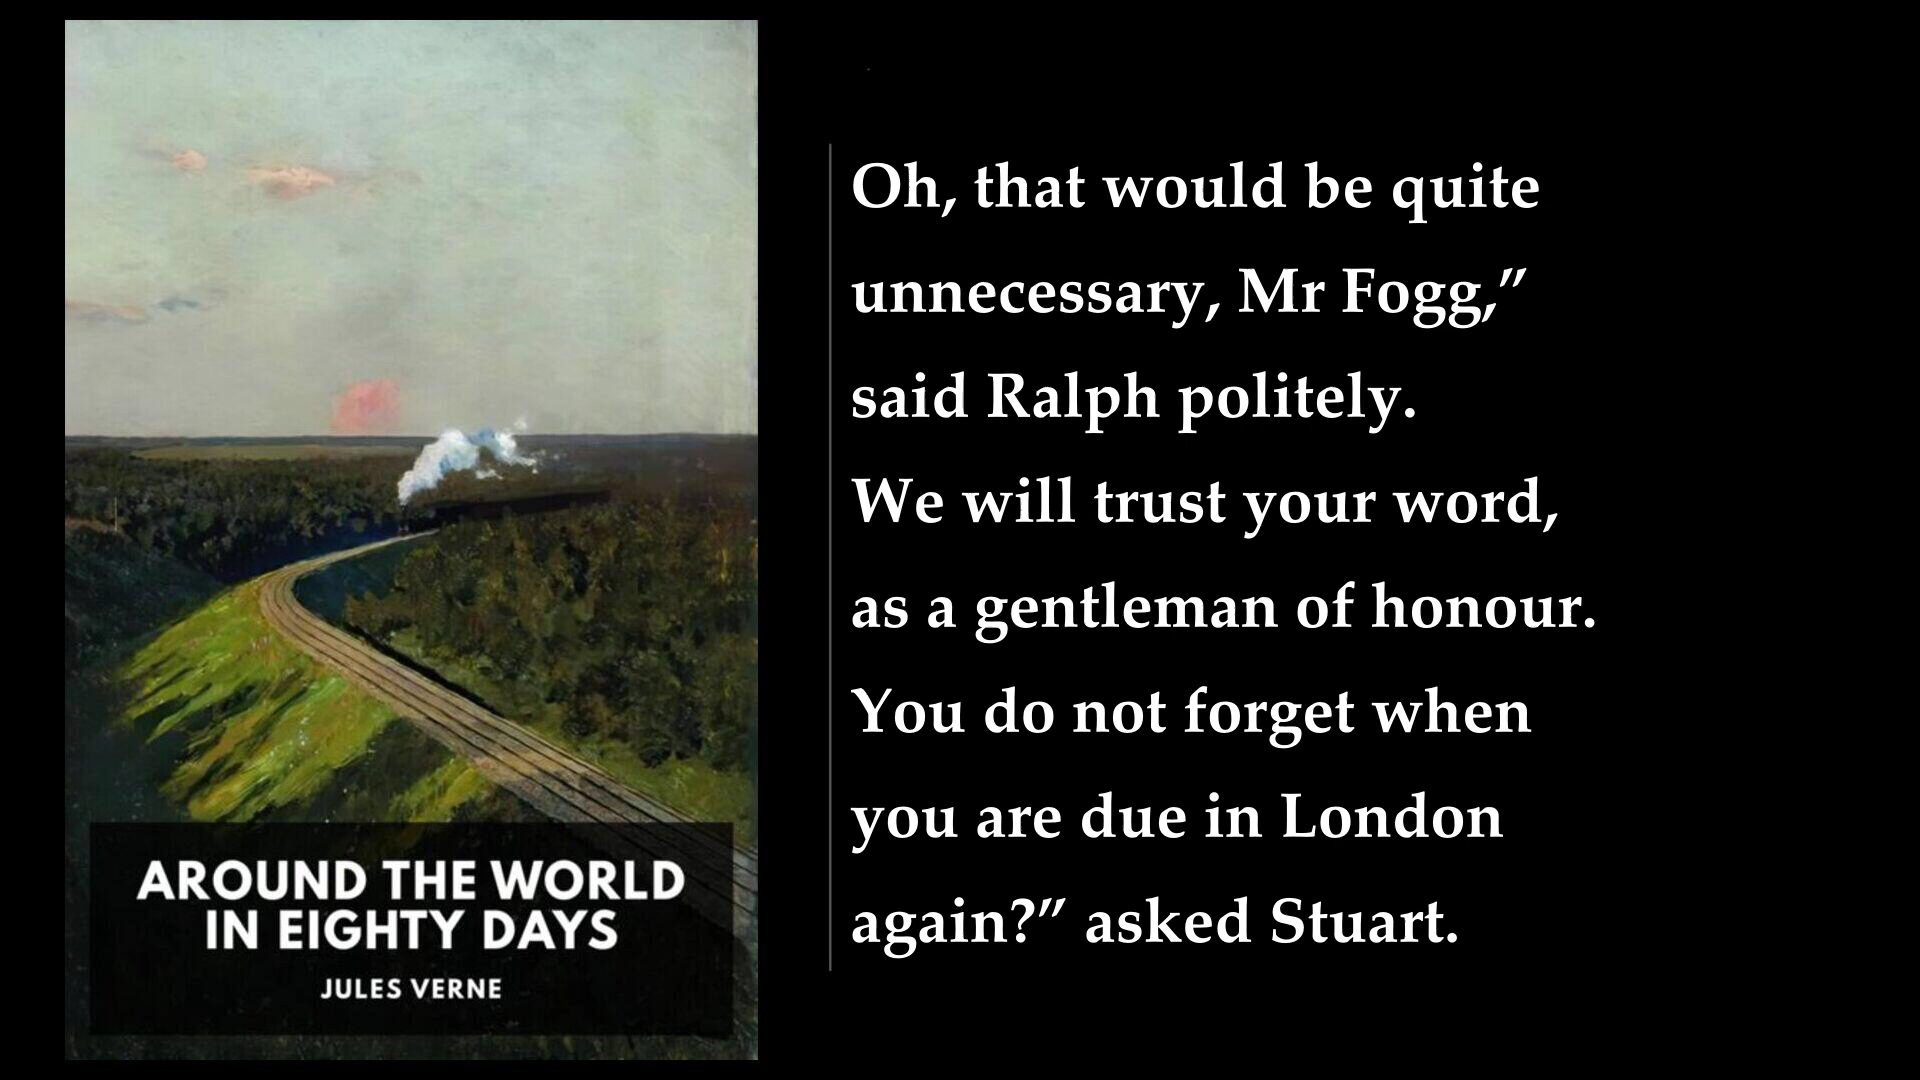 AROUND THE WORLD
IN EIGHTY DAYS
JULES VERNE
Oh, that would be quite
unnecessary, Mr Fogg,”
said Ralph politely.
We will trust your word,
as a gentleman of honour.
You do not forget when
you are due in London
again?” asked Stuart.